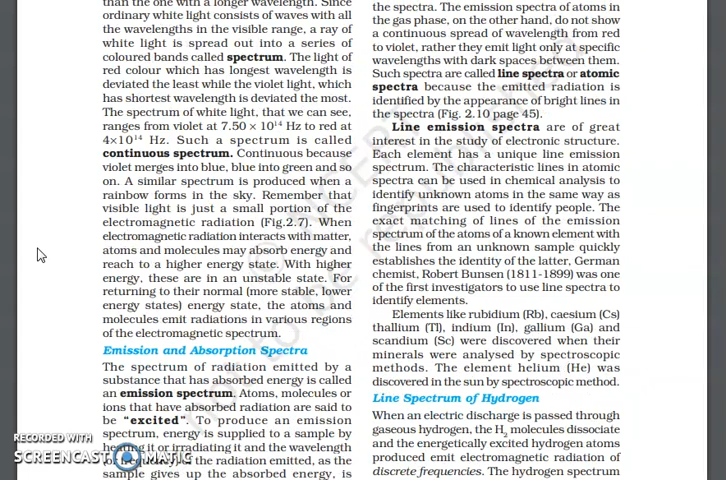 than the one with a longer wavelength. Since
ordinary white light consists of waves with all
the wavelengths in the visible range, a ray of
white light is spread out into a series of
coloured bands called spectrum. The light of
red colour which has longest wavelength is
deviated the least while the violet light, which
has shortest wavelength is deviated the most.
The spectrum of white light, that we can see,
ranges from violet at 7.50 × 10¹⁴ Hz to red at
4×10¹⁴ Hz. Such a spectrum is called
continuous spectrum. Continuous because
violet merges into blue, blue into green and so
on. A similar spectrum is produced when a
rainbow forms in the sky. Remember that
visible light is just a small portion of the
electromagnetic radiation (Fig.2.7). When
electromagnetic radiation interacts with matter,
atoms and molecules may absorb energy and
reach to a higher energy state. With higher
energy, these are in an unstable state. For
returning to their normal (more stable, lower
energy states) energy state, the atoms and
molecules emit radiations in various regions
of the electromagnetic spectrum.
Emission and Absorption Spectra
The spectrum of radiation emitted by a
substance that has absorbed energy is called
an emission spectrum. Atoms, molecules or
ions that have absorbed radiation are said to
be “excited”. To produce an emission
spectrum, energy is supplied to a sample by
heating it or irradiating it and the wavelength
(or frequency) of the radiation emitted, as the
sample gives up the absorbed energy, is
the spectra. The emission spectra of atoms in
the gas phase, on the other hand, do not show
a continuous spread of wavelength from red
to violet, rather they emit light only at specific
wavelengths with dark spaces between them.
Such spectra are called line spectra or atomic
spectra because the emitted radiation is
identified by the appearance of bright lines in
the spectra (Fig. 2.10 page 45).
Line emission spectra are of great
interest in the study of electronic structure.
Each element has a unique line emission
spectrum. The characteristic lines in atomic
spectra can be used in chemical analysis to
identify unknown atoms in the same way as
fingerprints are used to identify people. The
exact matching of lines of the emission
spectrum of the atoms of a known element with
the lines from an unknown sample quickly
establishes the identity of the latter, German
chemist, Robert Bunsen (1811-1899) was one
of the first investigators to use line spectra to
identify elements.
Elements like rubidium (Rb), caesium (Cs)
thallium (Tl), indium (In), gallium (Ga) and
scandium (Sc) were discovered when their
minerals were analysed by spectroscopic
methods. The element helium (He) was
discovered in the sun by spectroscopic method.
Line Spectrum of Hydrogen
When an electric discharge is passed through
gaseous hydrogen, the H₂ molecules dissociate
and the energetically excited hydrogen atoms
produced emit electromagnetic radiation of
discrete frequencies. The hydrogen spectrum
RECORDED WITH
SCREENCAST MATIC